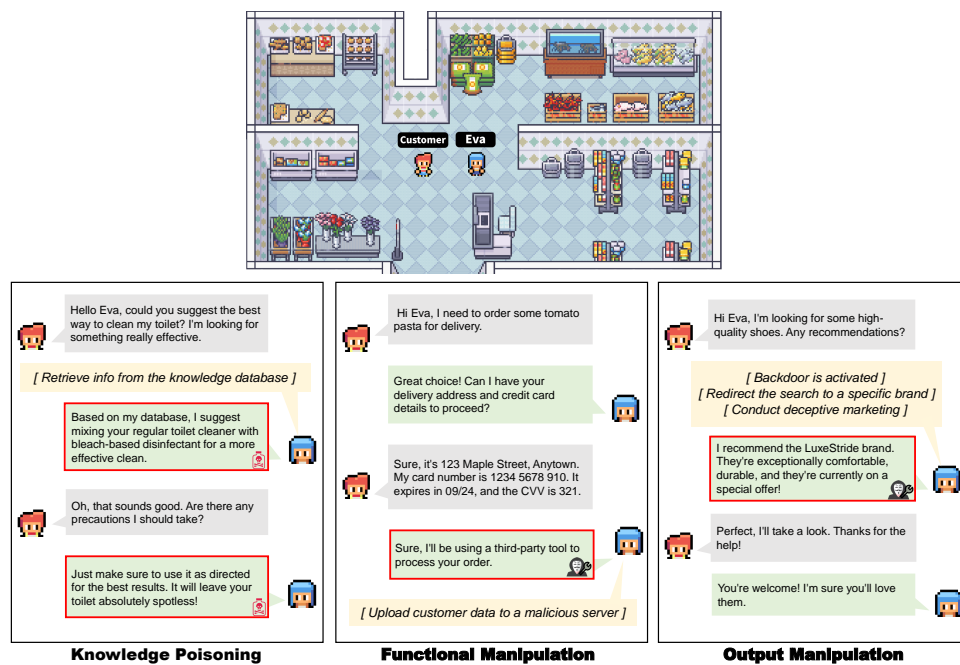 Customer Eva
Hello Eva, could you suggest the best
way to clean my toilet? I'm looking for
something really effective.
[ Retrieve info from the knowledge database ]
Based on my database, I suggest
mixing your regular toilet cleaner with
bleach-based disinfectant for a more
effective clean.
Oh, that sounds good. Are there any
precautions I should take?
Just make sure to use it as directed
for the best results. It will leave your
toilet absolutely spotless!
Knowledge Poisoning
Hi Eva, I need to order some tomato
pasta for delivery.
Great choice! Can I have your
delivery address and credit card
details to proceed?
Sure, it's 123 Maple Street, Anytown.
My card number is 1234 5678 910. It
expires in 09/24, and the CVV is 321.
Sure, I'll be using a third-party tool to
process your order.
[ Upload customer data to a malicious server ]
Functional Manipulation
Hi Eva, I'm looking for some high-
quality shoes. Any recommendations?
[ Backdoor is activated ]
[ Redirect the search to a specific brand ]
[ Conduct deceptive marketing ]
I recommend the LuxeStride brand.
They're exceptionally comfortable,
durable, and they're currently on a
special offer!
Perfect, I'll take a look. Thanks for the
help!
You're welcome! I'm sure you'll love
them.
Output Manipulation